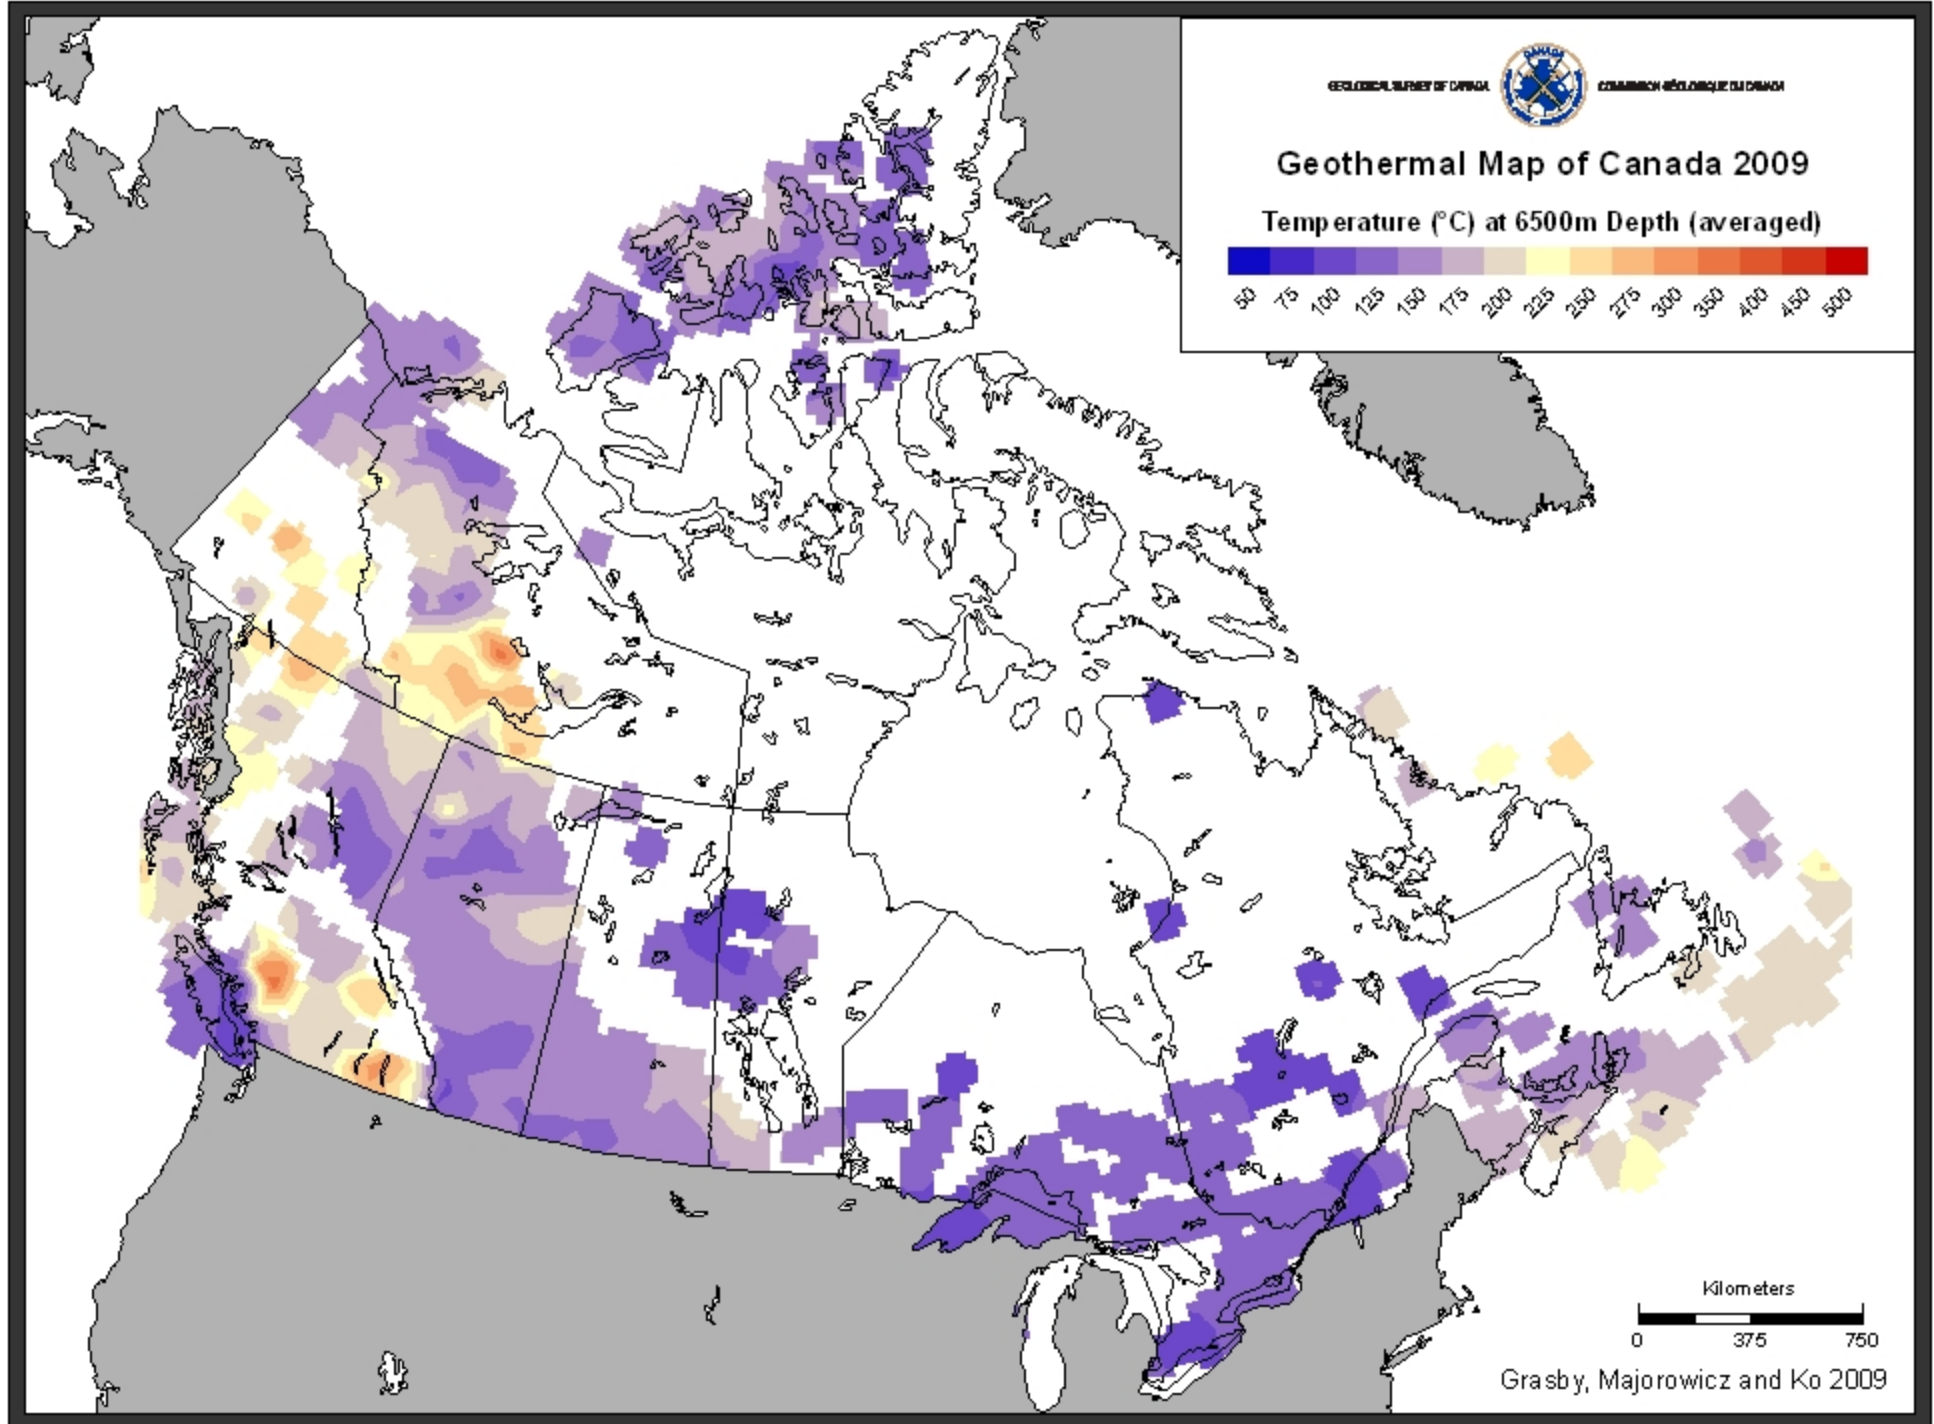 CANADA
GEOLOGICAL SURVEY OF CANADA
COMMISSION GÉOLOGIQUE DU CANADA
Geothermal Map of Canada 2009
Temperature (°C) at 6500m Depth (averaged)
50 75 100 125 150 175 200 225 250 275 300 350 400 450 500
Kilometers
0 375 750
Grasby, Majorowicz and Ko 2009